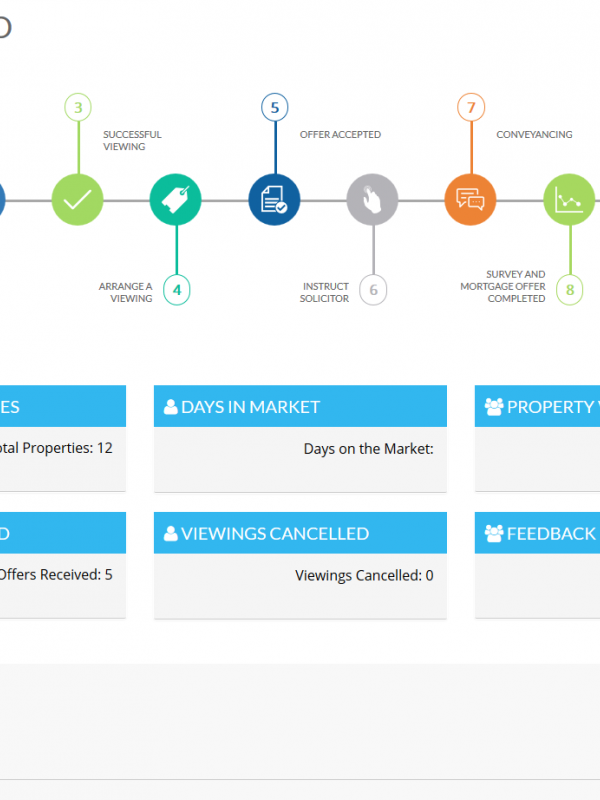 3
5
7
SUCCESSFUL
VIEWING
OFFER ACCEPTED
CONVEYANCING
ARRANGE A
VIEWING
4
INSTRUCT
SOLICITOR
6
SURVEY AND
MORTGAGE OFFER
COMPLETED
8
ES
DAYS IN MARKET
PROPERTY
otal Properties: 12
Days on the Market:
D
VIEWINGS CANCELLED
FEEDBACK
Offers Received: 5
Viewings Cancelled: 0